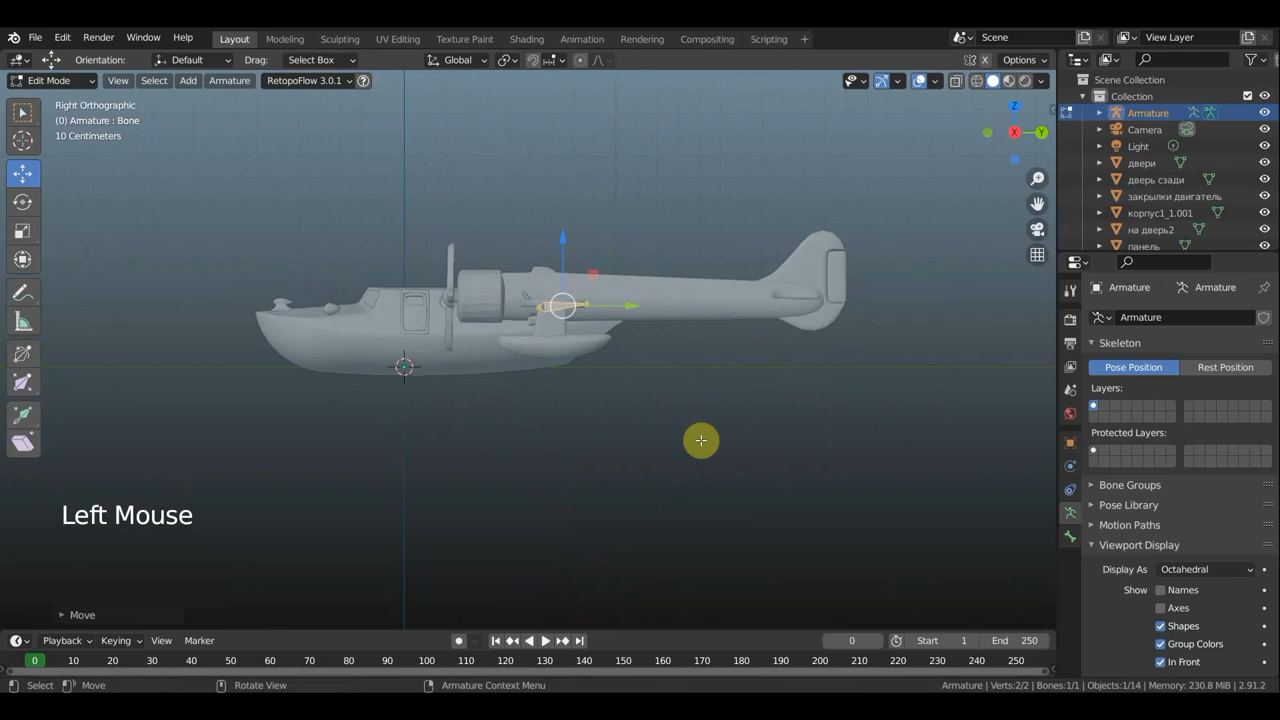 File Edit Render Window Help Layout Modeling Sculpting UV Editing Texture Paint Shading Animation Rendering Compositing Scripting + Scene View Layer
Orientation: Default Drag: Select Box Global Options
Edit Mode View Select Add Armature RetopoFlow 3.0.1
Scene Collection
Collection
Armature
Camera
Light
двери
дверь сзади
закрылки двигатель
корпус1_1.001
на дверь2
панель
Right Orthographic
(0) Armature : Bone
10 Centimeters
Z
X
Y
Armature Armature
Armature
Skeleton
Pose Position Rest Position
Layers:
Protected Layers:
Bone Groups
Pose Library
Motion Paths
Viewport Display
Display As Octahedral
Show Names
Axes
Shapes
Group Colors
In Front
Left Mouse
Move
Playback Keying View Marker 0 Start 1 End 250
0 10 20 30 40 50 60 70 80 90 100 110 120 130 140 150 160 170 180 190 200 210 220 230 240 250
Select Move Rotate View Armature Context Menu Armature | Verts:2/2 | Bones:1/1 | Objects:1/14 | Memory: 230.8 MiB | 2.91.2